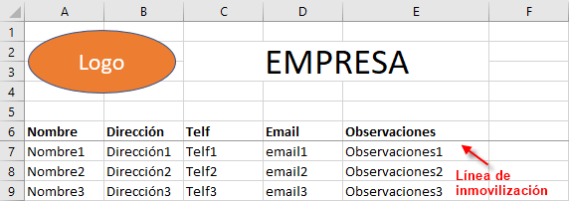 A B C D E F
1
2
3
Logo EMPRESA
4
5
6 Nombre Dirección Telf Email Observaciones
7 Nombre1 Dirección1 Telf1 email1 Observaciones1
8 Nombre2 Dirección2 Telf2 email2 Observaciones2
9 Nombre3 Dirección3 Telf3 email3 Observaciones3
Línea de
inmovilización